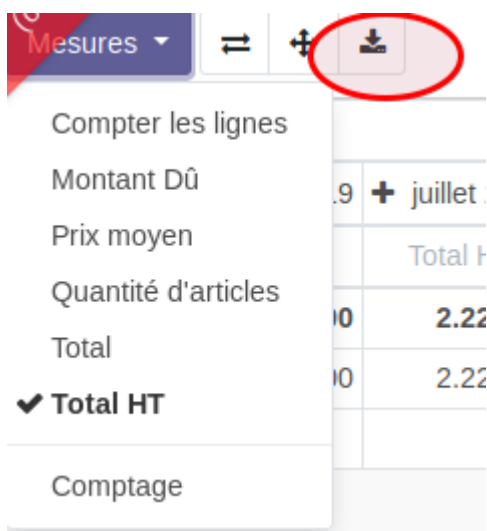 Mesures
Compter les lignes
Montant Dû
Prix moyen
Quantité d'articles
Total
Total HT
Comptage
juillet
Total
2.22
2.22